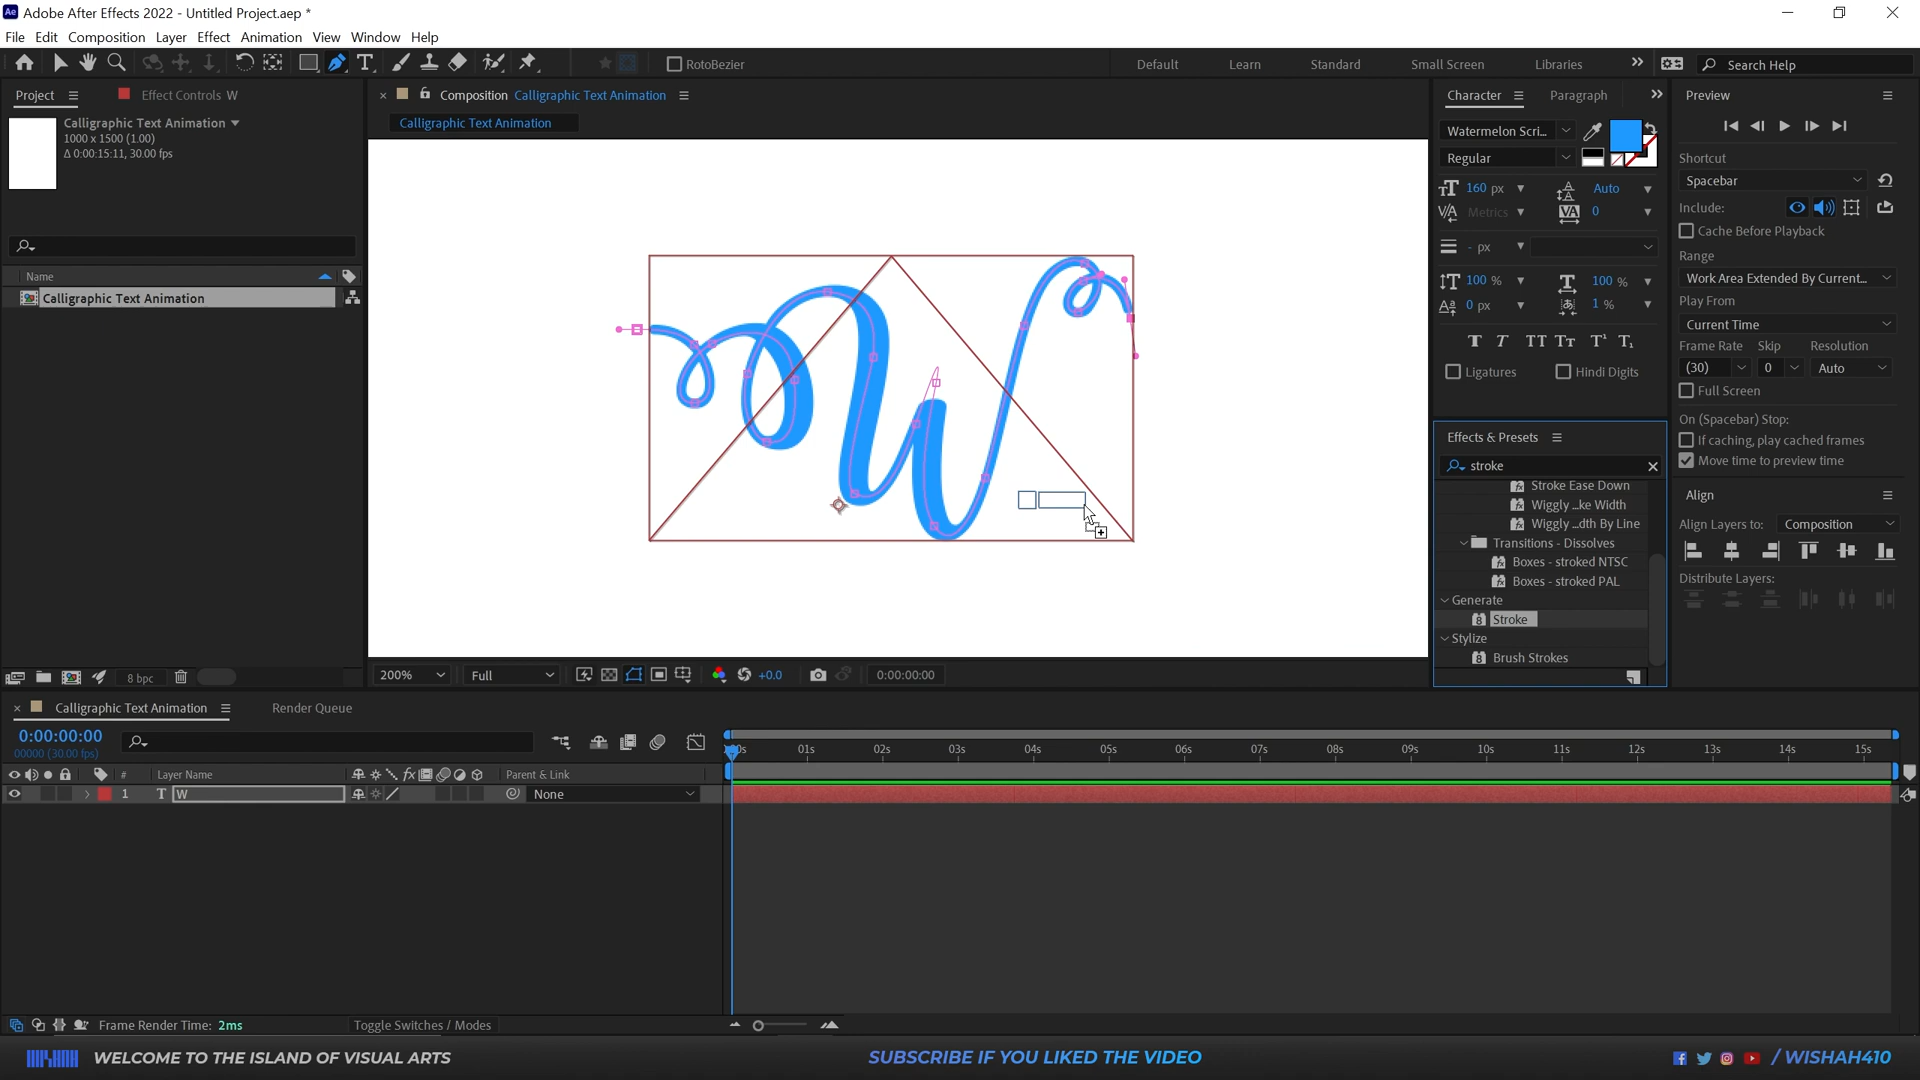 Adobe After Effects 2022 - Untitled Project.aep *
File Edit Composition Layer Effect Animation View Window Help
RotoBezier
Default Learn Standard Small Screen Libraries
Search Help
Project
Effect Controls W
Calligraphic Text Animation
1000 x 1500 (1.00)
Δ 0:00:15:11, 30.00 fps
Name
Calligraphic Text Animation
8 bpc
Composition Calligraphic Text Animation
Calligraphic Text Animation
W
200%
Full
+0.0
0:00:00:00
Character
Paragraph
Watermelon Scri...
Regular
160 px
Auto
Metrics
0
- px
100 %
100 %
0 px
1 %
T T TT Tт T¹ T₁
Ligatures
Hindi Digits
Effects & Presets
stroke
Stroke Ease Down
Wiggly ...ke Width
Wiggly ...dth By Line
Transitions - Dissolves
Boxes - stroked NTSC
Boxes - stroked PAL
Generate
Stroke
Stylize
Brush Strokes
Preview
Shortcut
Spacebar
Include:
Cache Before Playback
Range
Work Area Extended By Current...
Play From
Current Time
Frame Rate Skip Resolution
(30) 0 Auto
Full Screen
On (Spacebar) Stop:
If caching, play cached frames
Move time to preview time
Align
Align Layers to: Composition
Distribute Layers:
Calligraphic Text Animation
Render Queue
0:00:00:00
00000 (30.00 fps)
01s 02s 03s 04s 05s 06s 07s 08s 09s 10s 11s 12s 13s 14s 15s
# Layer Name
Parent & Link
1 T W
None
Frame Render Time: 2ms
Toggle Switches / Modes
WELCOME TO THE ISLAND OF VISUAL ARTS
SUBSCRIBE IF YOU LIKED THE VIDEO
/ WISHAH410